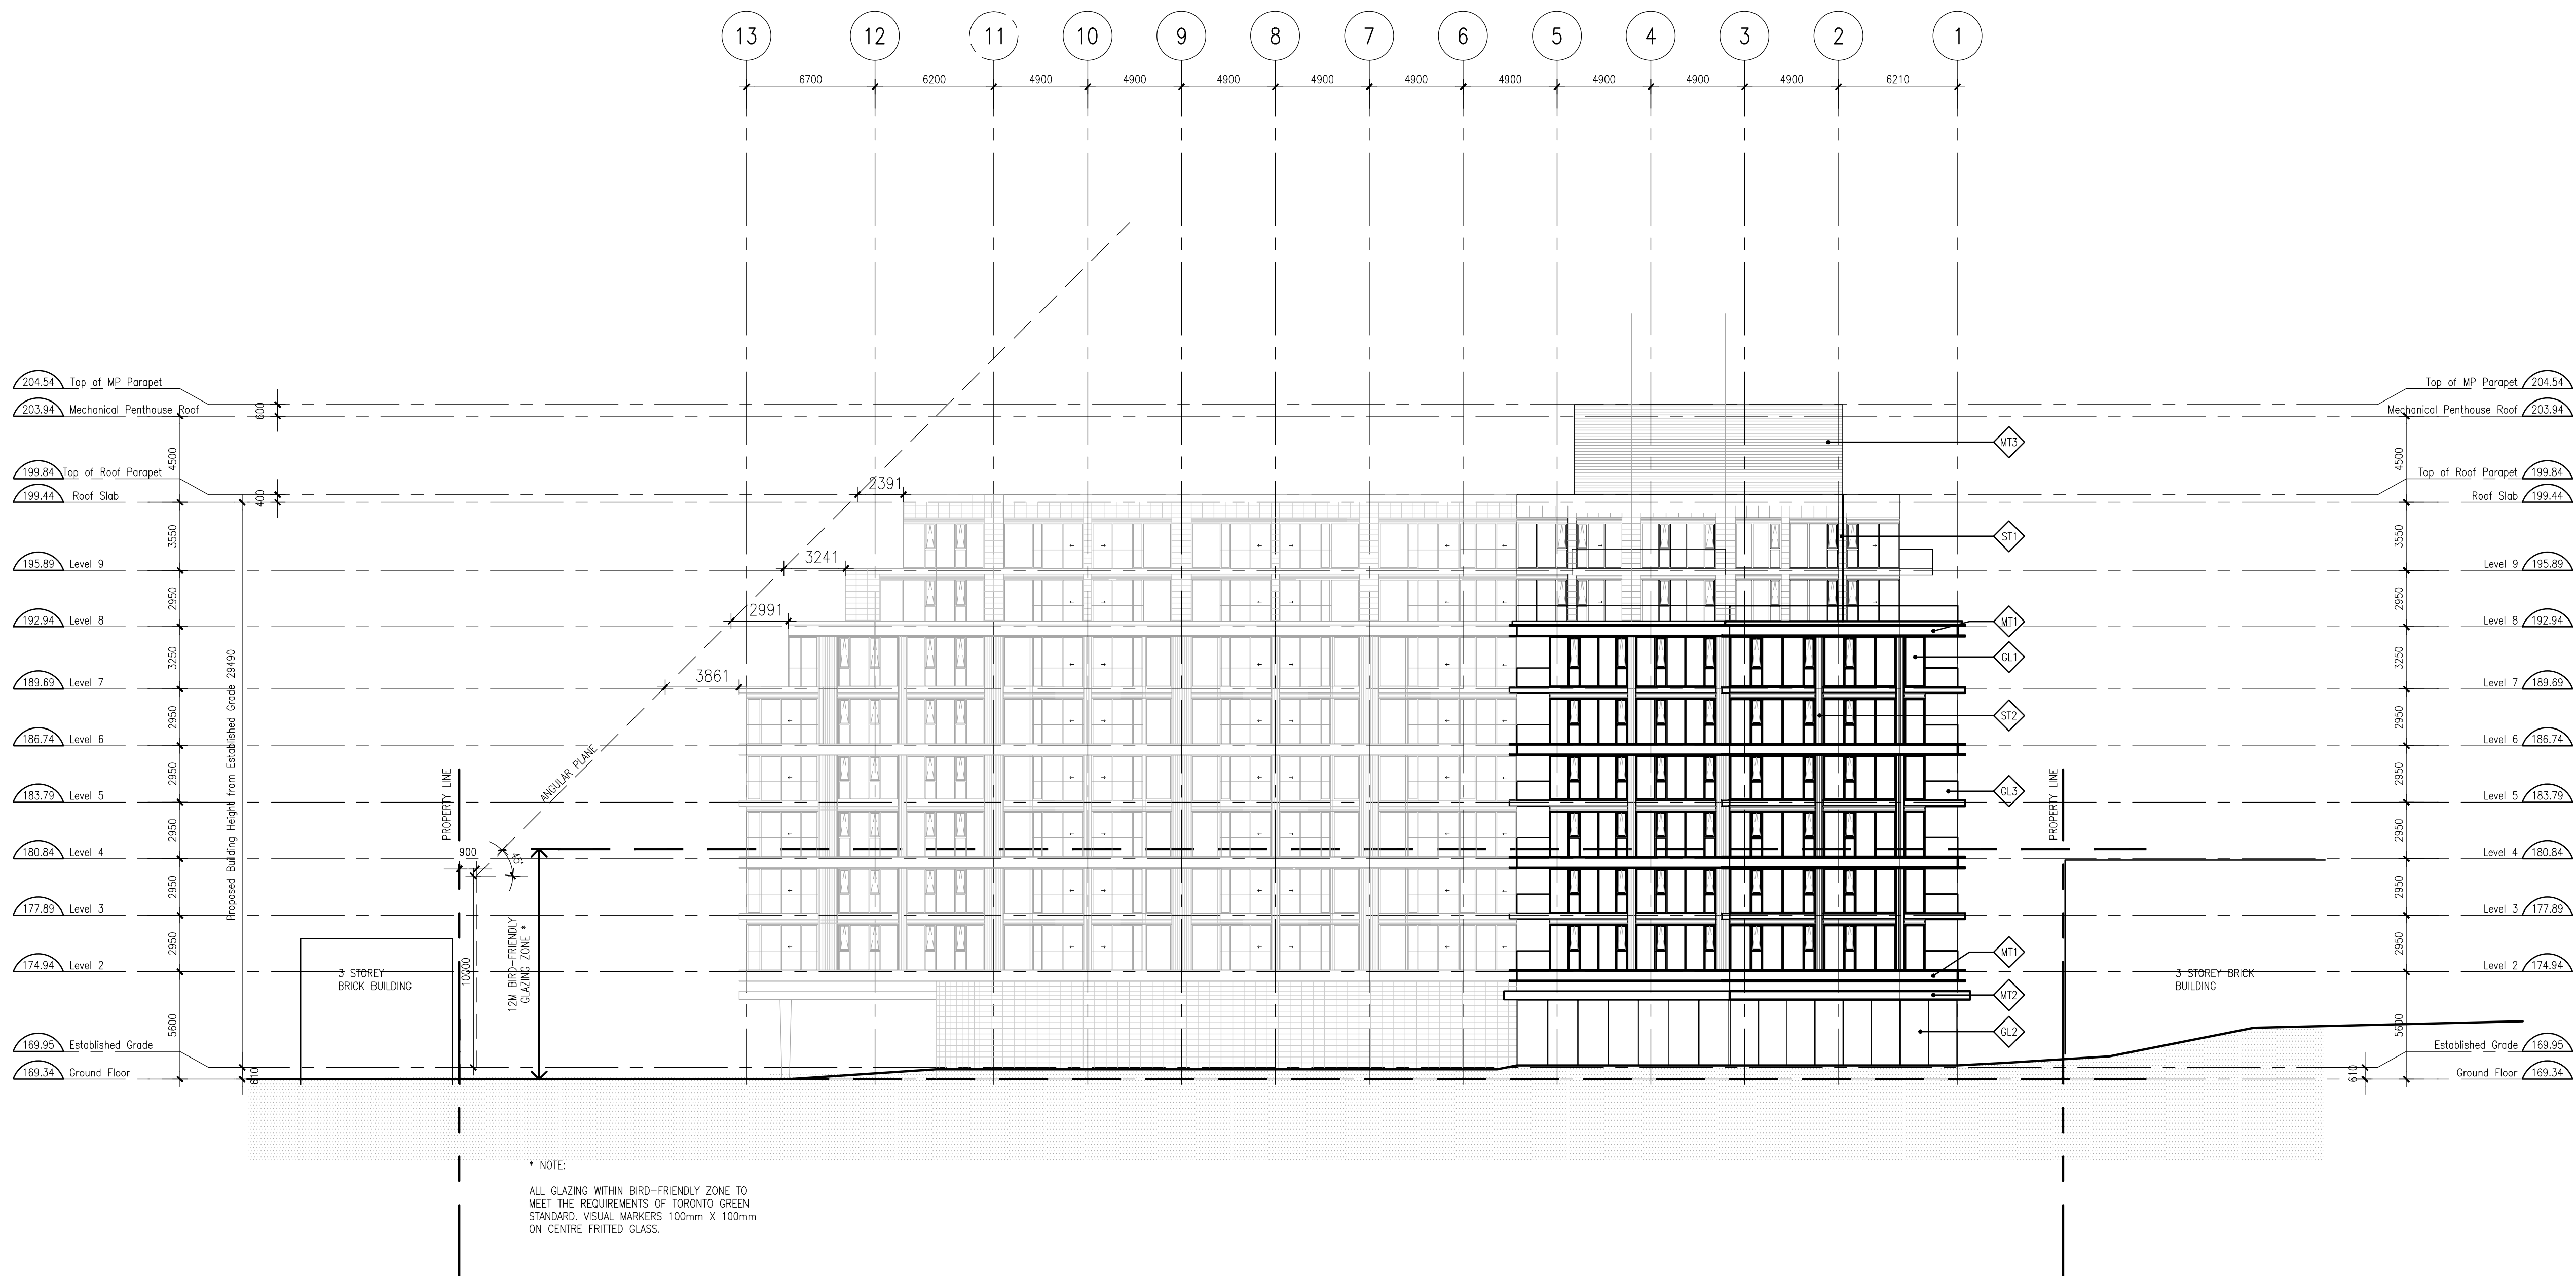 13 12 11 10 9 8 7 6 5 4 3 2 1
6700 6200 4900 4900 4900 4900 4900 4900 4900 4900 4900 6210
204.54 Top of MP Parapet
600
203.94 Mechanical Penthouse Roof
4500
199.84 Top of Roof Parapet
400
199.44 Roof Slab
3550
195.89 Level 9
2950
192.94 Level 8
3250
189.69 Level 7
2950
186.74 Level 6
2950
183.79 Level 5
2950
180.84 Level 4
2950
177.89 Level 3
2950
174.94 Level 2
5600
169.95 Established Grade
610
169.34 Ground Floor
Proposed Building Height from Established Grade 29490
3 STOREY
BRICK BUILDING
PROPERTY LINE
900
10000
45°
ANGULAR PLANE
12M BIRD-FRIENDLY
GLAZING ZONE *
2391
3241
2991
3861
MT3
ST1
MT1
GL1
ST2
GL3
MT1
MT2
GL2
PROPERTY LINE
3 STOREY BRICK
BUILDING
Top of MP Parapet 204.54
Mechanical Penthouse Roof 203.94
4500
Top of Roof Parapet 199.84
Roof Slab 199.44
3550
Level 9 195.89
2950
Level 8 192.94
3250
Level 7 189.69
2950
Level 6 186.74
2950
Level 5 183.79
2950
Level 4 180.84
2950
Level 3 177.89
2950
Level 2 174.94
5600
Established Grade 169.95
610
Ground Floor 169.34
* NOTE:
ALL GLAZING WITHIN BIRD-FRIENDLY ZONE TO
MEET THE REQUIREMENTS OF TORONTO GREEN
STANDARD. VISUAL MARKERS 100mm X 100mm
ON CENTRE FRITTED GLASS.